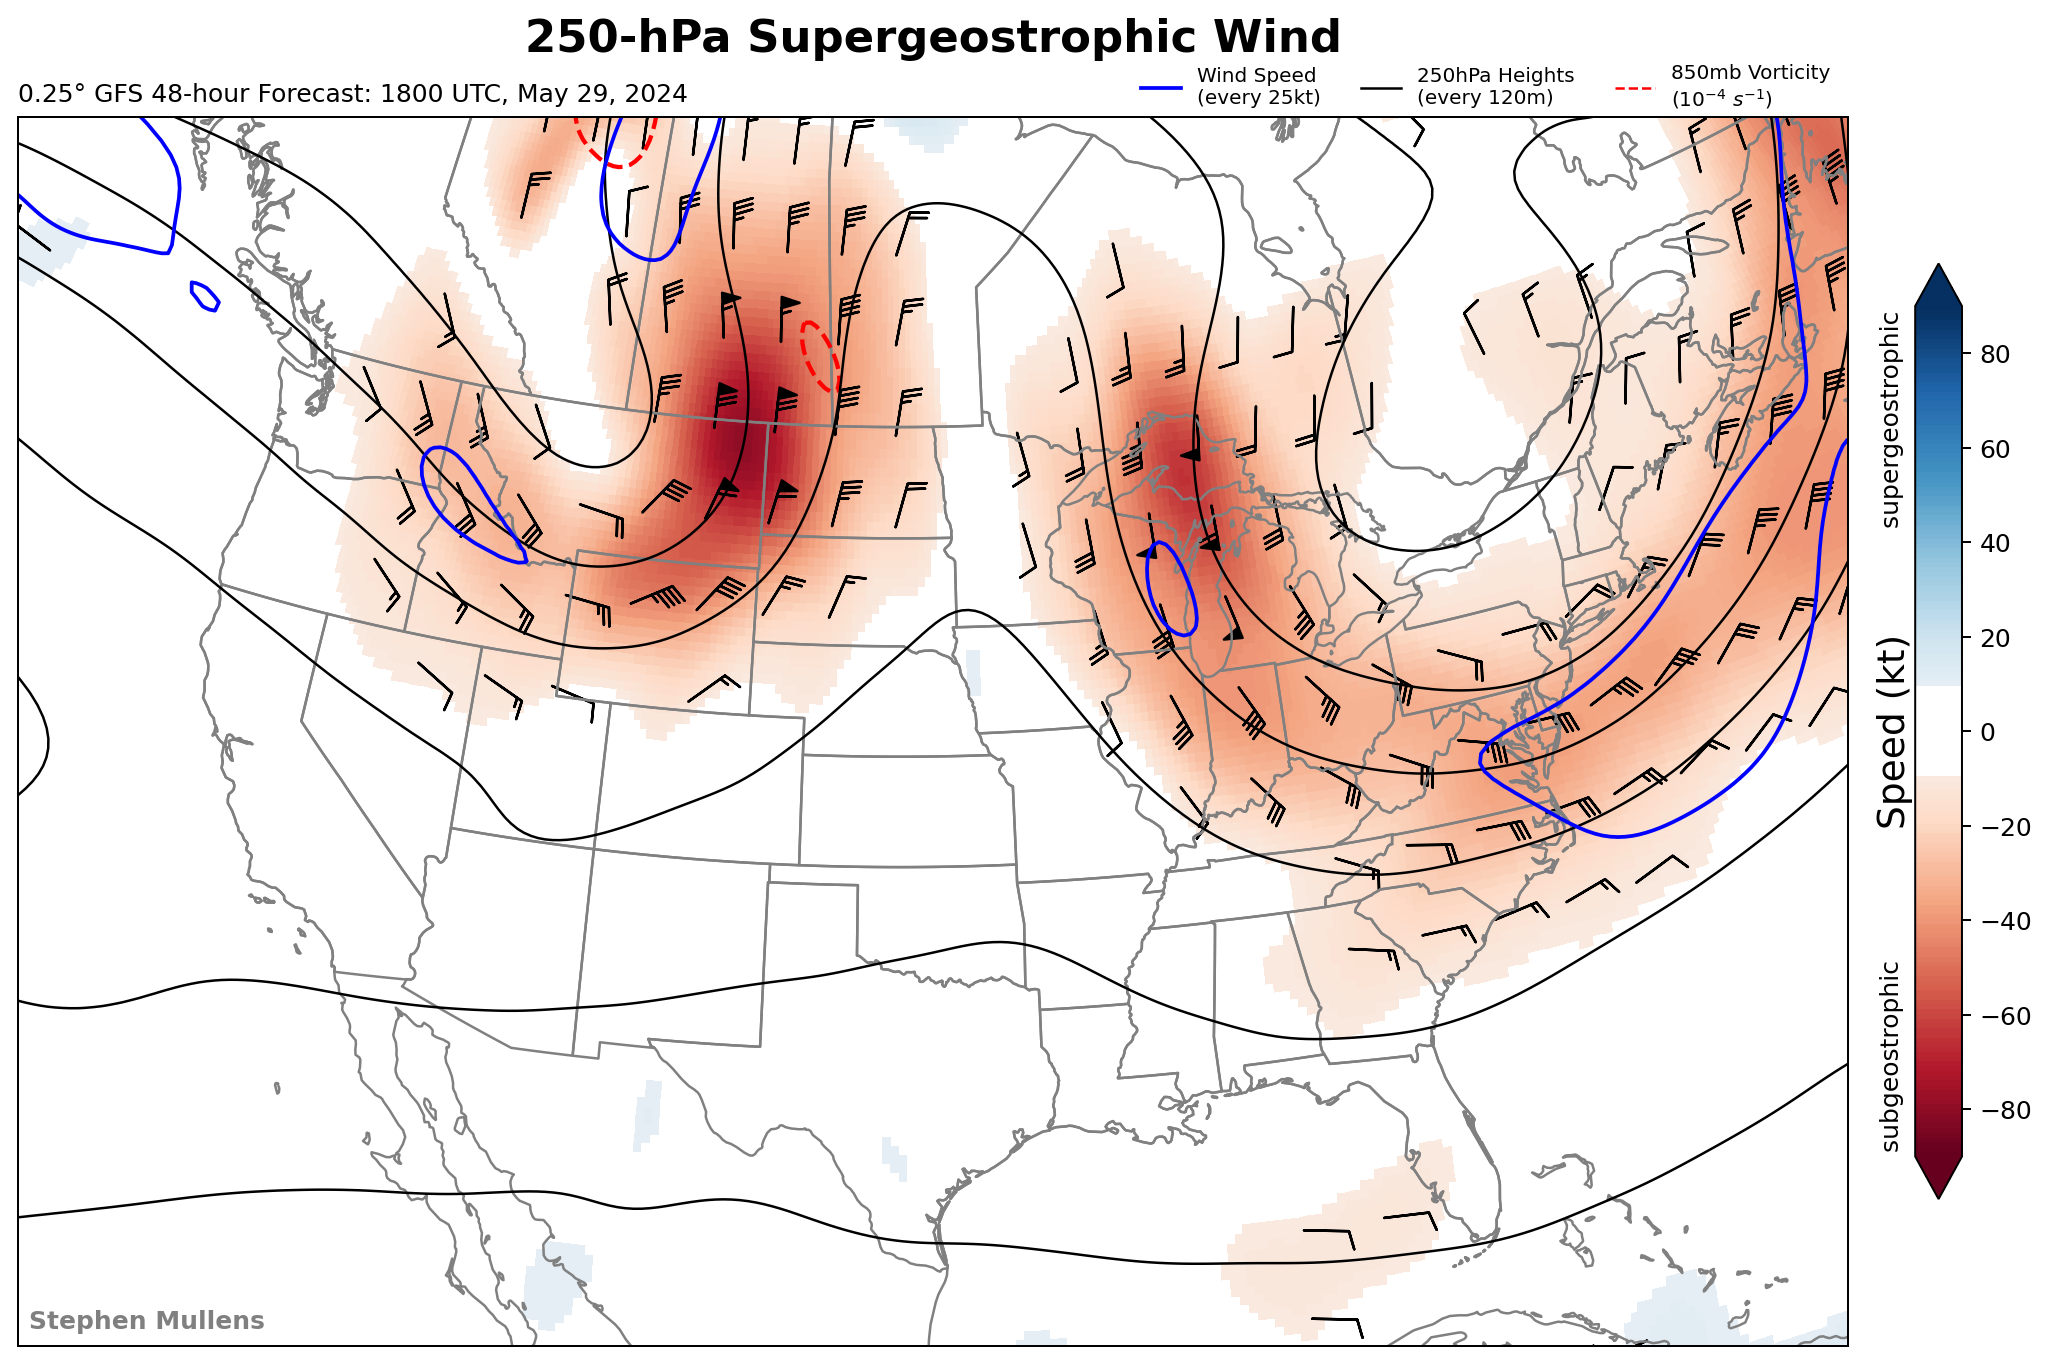 250-hPa Supergeostrophic Wind
0.25° GFS 48-hour Forecast: 1800 UTC, May 29, 2024
Wind Speed
(every 25kt)
250hPa Heights
(every 120m)
850mb Vorticity
(10⁻⁴ s⁻¹)
supergeostrophic
Speed (kt)
subgeostrophic
80
60
40
20
0
−20
−40
−60
−80
Stephen Mullens